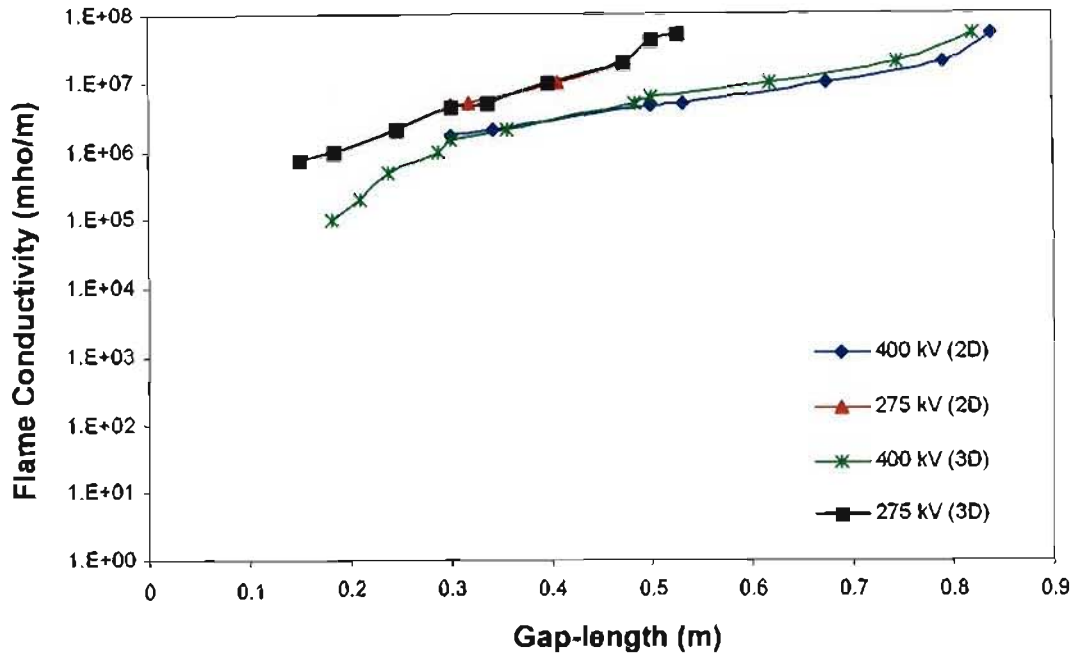 Flame Conductivity (mho/m)
1.E+08
1.E+07
1.E+06
1.E+05
1.E+04
1.E+03
1.E+02
1.E+01
1.E+00
400 kV (2D)
275 kV (2D)
400 kV (3D)
275 kV (3D)
0 0.1 0.2 0.3 0.4 0.5 0.6 0.7 0.8 0.9
Gap-length (m)